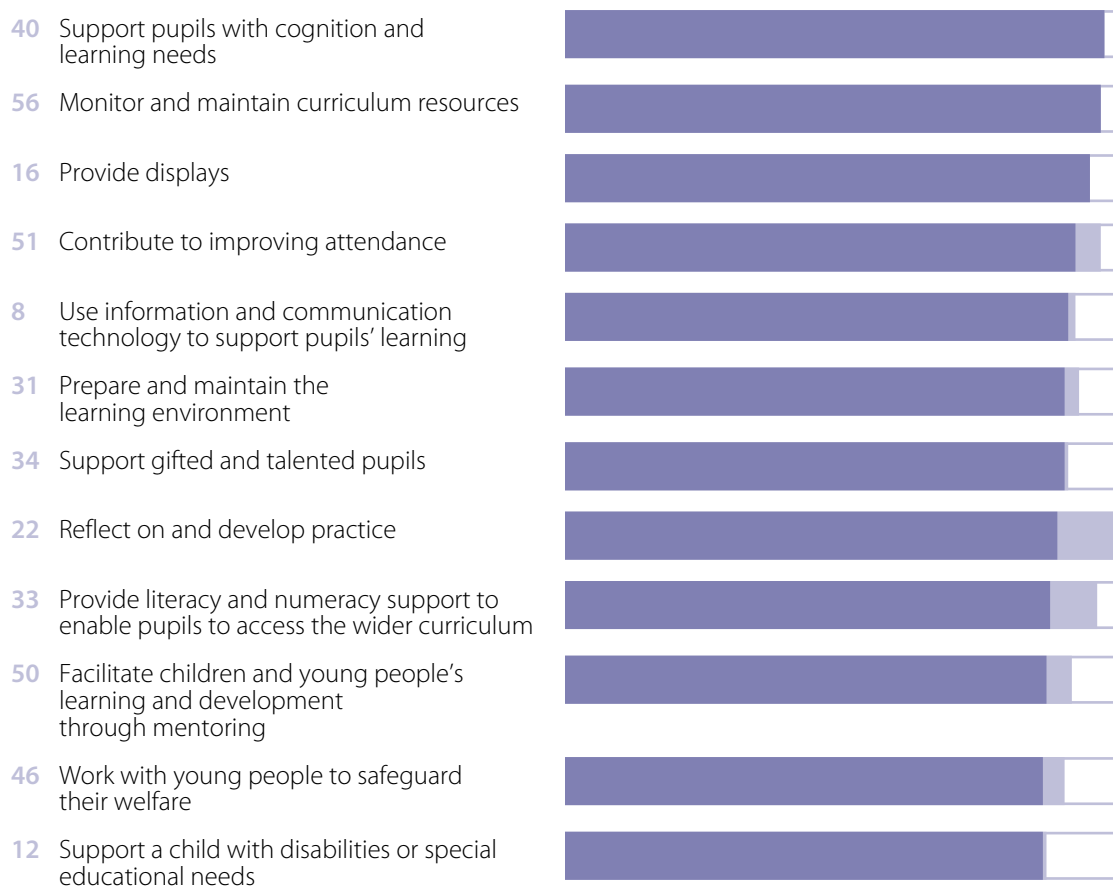 40 Support pupils with cognition and
learning needs
56 Monitor and maintain curriculum resources
16 Provide displays
51 Contribute to improving attendance
8 Use information and communication
technology to support pupils’ learning
31 Prepare and maintain the
learning environment
34 Support gifted and talented pupils
22 Reflect on and develop practice
33 Provide literacy and numeracy support to
enable pupils to access the wider curriculum
50 Facilitate children and young people’s
learning and development
through mentoring
46 Work with young people to safeguard
their welfare
12 Support a child with disabilities or special
educational needs